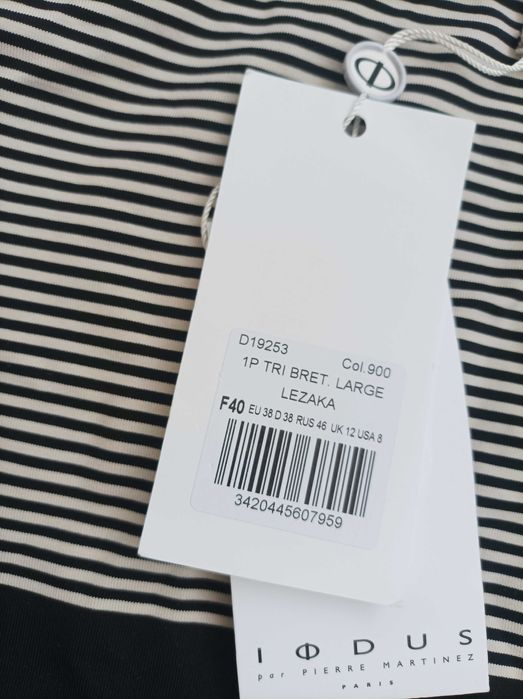 D19253 Col.900
1P TRI BRET. LARGE
LEZAKA
F40 EU 38 D 38 RUS 46 UK 12 USA 8
3420445607959
IΦDUS
par PIERRE MARTINEZ
PARIS